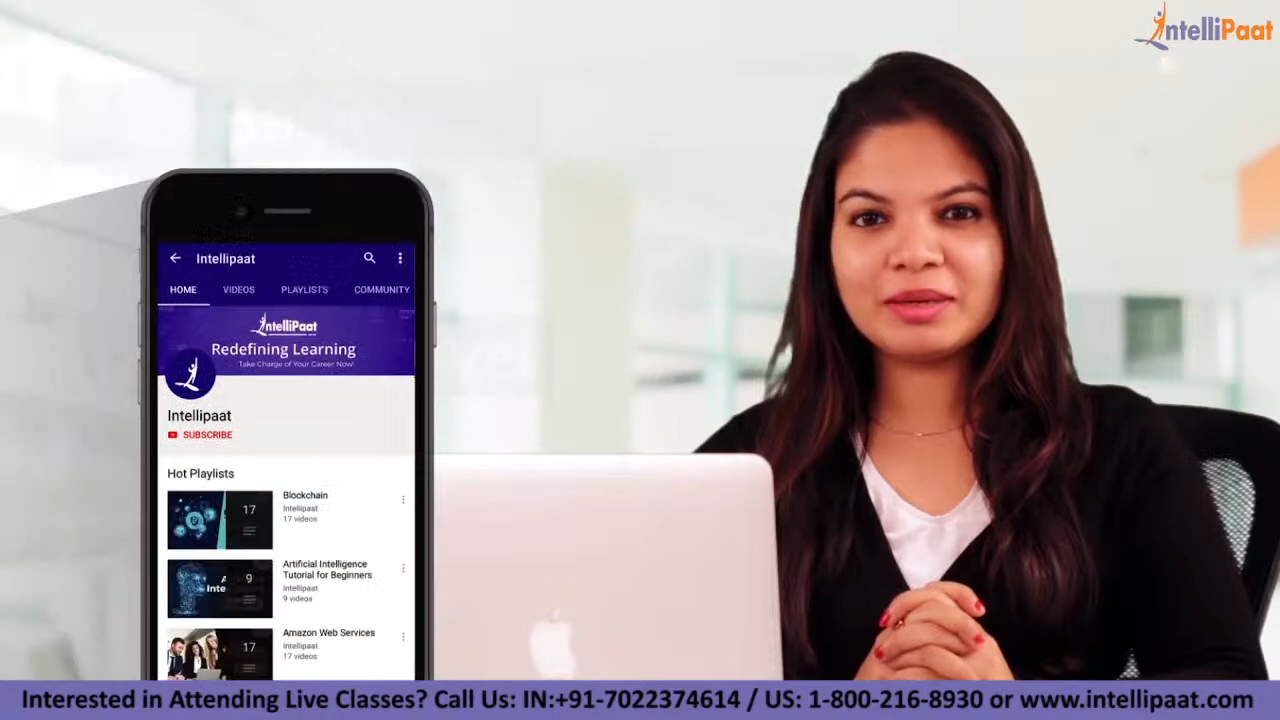 IntelliPaat
Intellipaat
HOME VIDEOS PLAYLISTS COMMUNITY
IntelliPaat
Redefining Learning
Take Charge of Your Career Now!
Intellipaat
SUBSCRIBE
Hot Playlists
17
Blockchain
Intellipaat
17 videos
9
Inte
Artificial Intelligence
Tutorial for Beginners
Intellipaat
9 videos
17
Amazon Web Services
Intellipaat
17 videos
Interested in Attending Live Classes? Call Us: IN:+91-7022374614 / US: 1-800-216-8930 or www.intellipaat.com